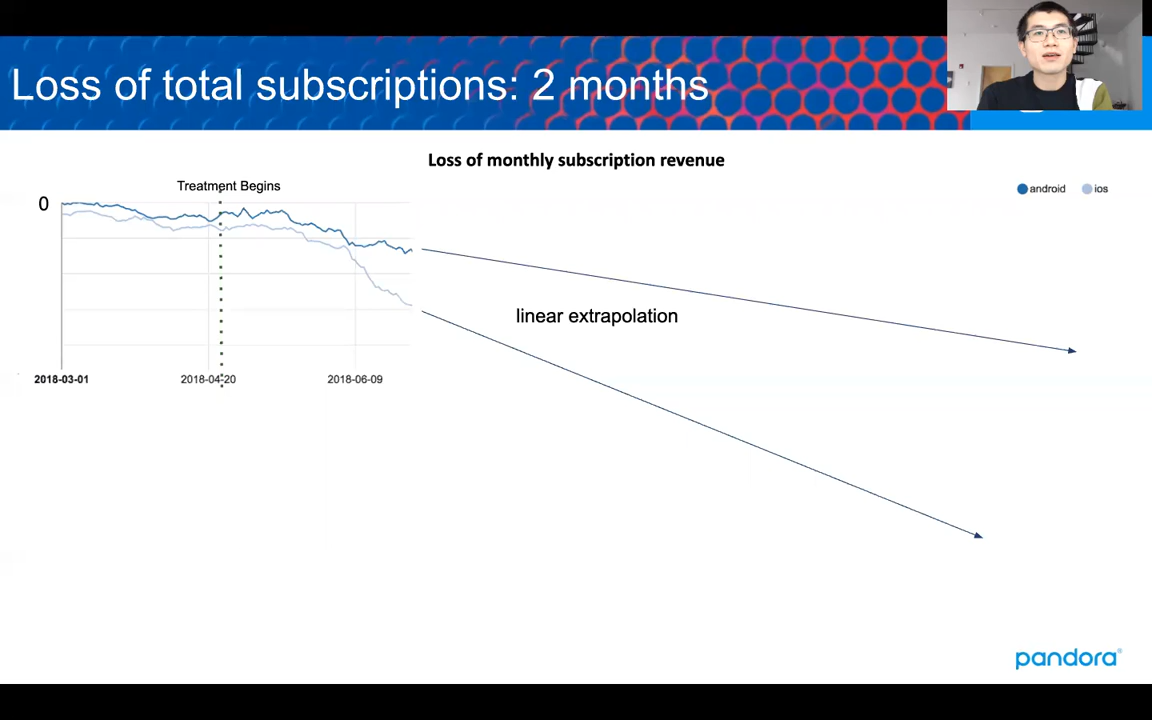 Loss of total subscriptions: 2 months
Loss of monthly subscription revenue
Treatment Begins
android
ios
0
linear extrapolation
2018-03-01
2018-04-20
2018-06-09
pandora®